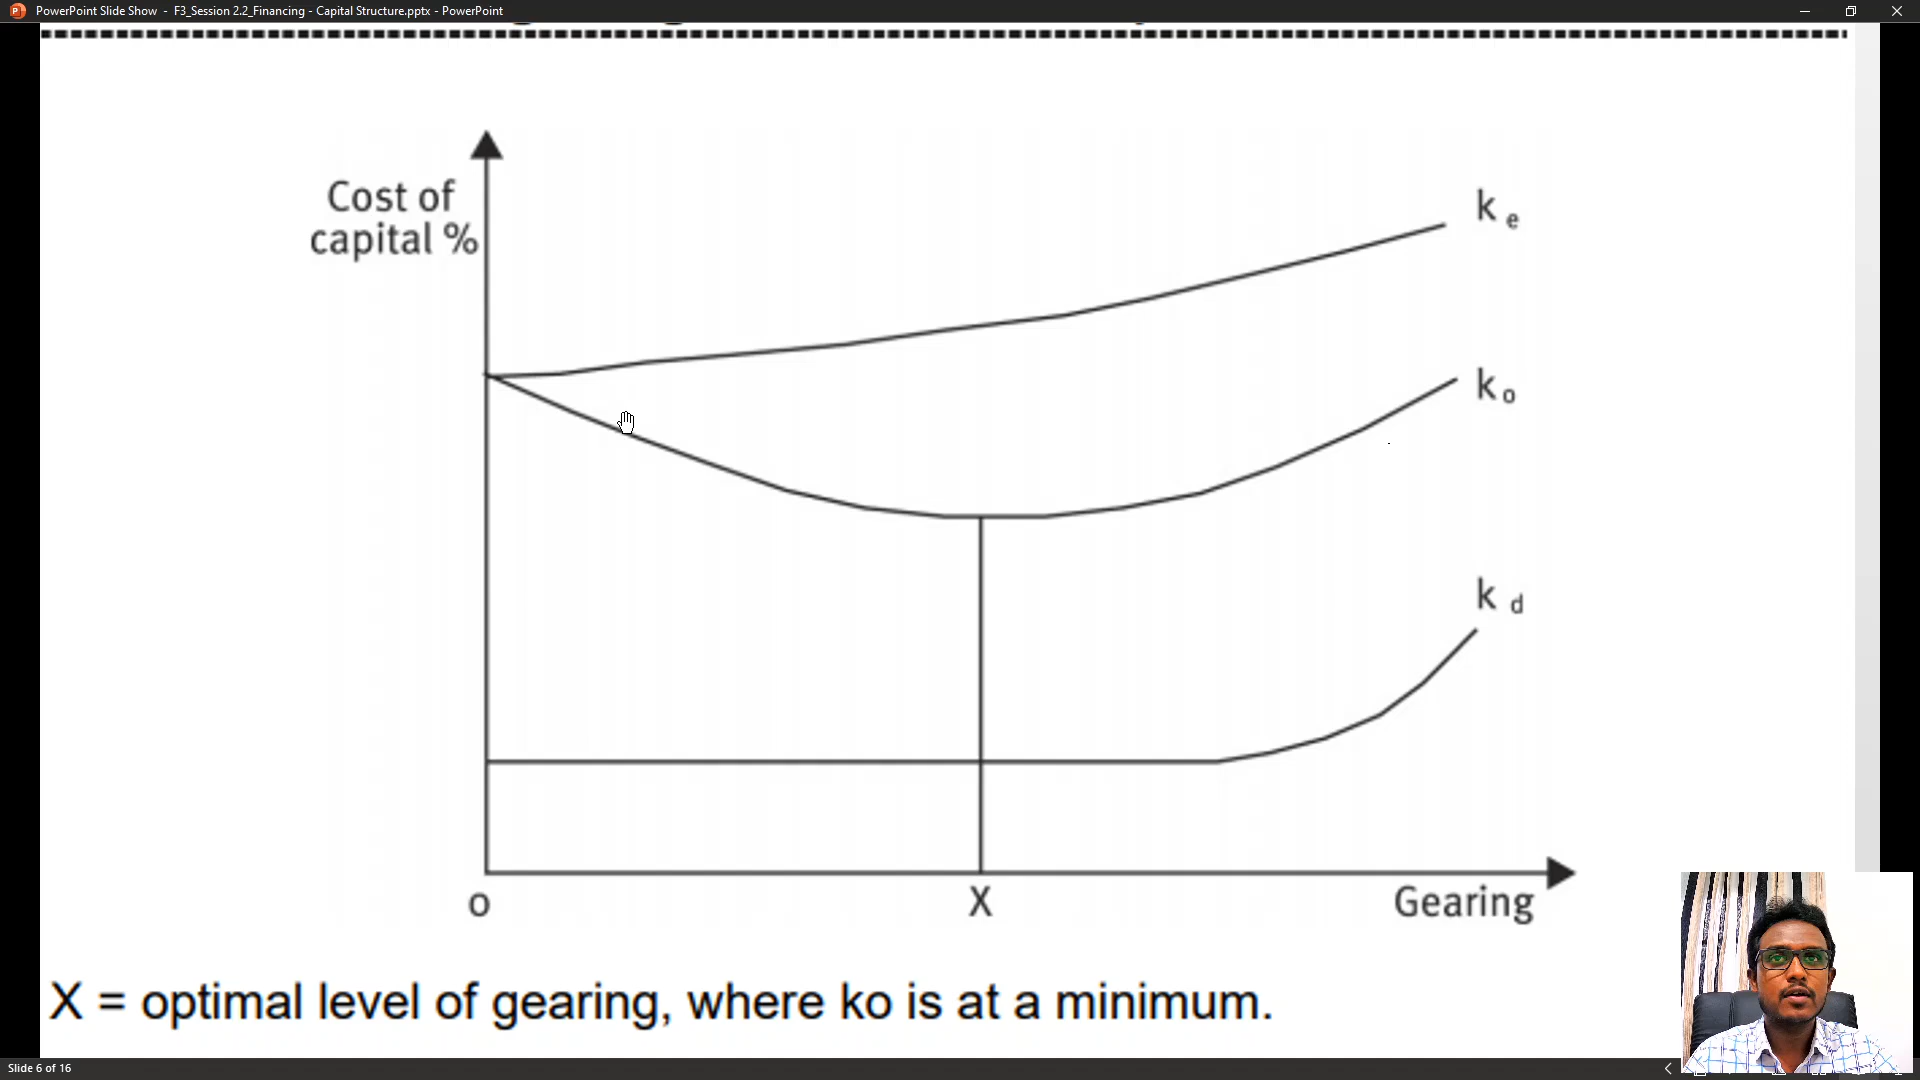 PowerPoint Slide Show - F3_Session 2.2_Financing - Capital Structure.pptx - PowerPoint
Cost of
capital %
k e
k o
k d
o
X
Gearing
X = optimal level of gearing, where ko is at a minimum.
Slide 6 of 16